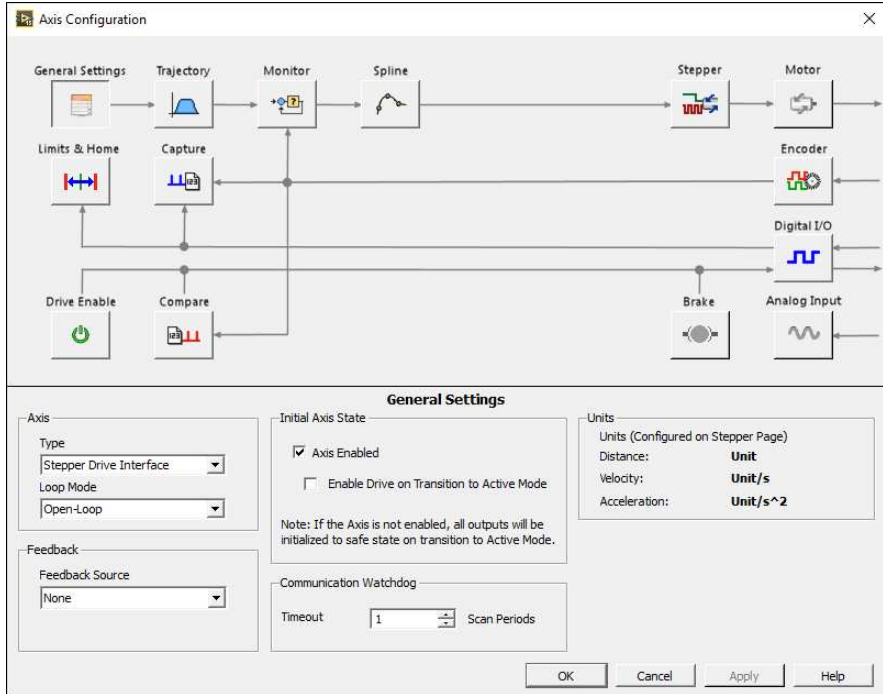 Axis Configuration
General Settings
Trajectory
Monitor
Spline
Stepper
Motor
Limits & Home
Capture
Encoder
Digital I/O
Drive Enable
Compare
Brake
Analog Input
General Settings
Axis
Type
Stepper Drive Interface
Loop Mode
Open-Loop
Feedback
Feedback Source
None
Initial Axis State
Axis Enabled
Enable Drive on Transition to Active Mode
Note: If the Axis is not enabled, all outputs will be
initialized to safe state on transition to Active Mode.
Communication Watchdog
Timeout 1 Scan Periods
Units
Units (Configured on Stepper Page)
Distance: Unit
Velocity: Unit/s
Acceleration: Unit/s^2
OK Cancel Apply Help